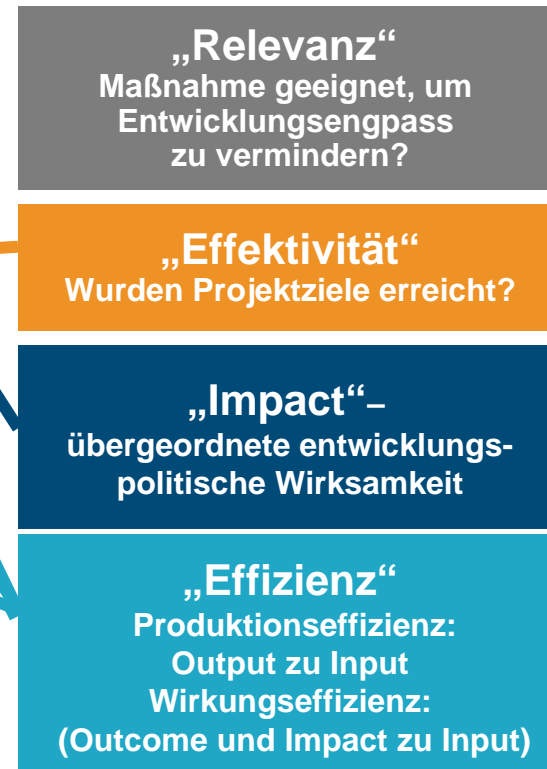 „Relevanz“
Maßnahme geeignet, um
Entwicklungsengpass
zu vermindern?
„Effektivität“
Wurden Projektziele erreicht?
„Impact“–
übergeordnete entwicklungs-
politische Wirksamkeit
„Effizienz“
Produktionseffizienz:
Output zu Input
Wirkungseffizienz:
(Outcome und Impact zu Input)